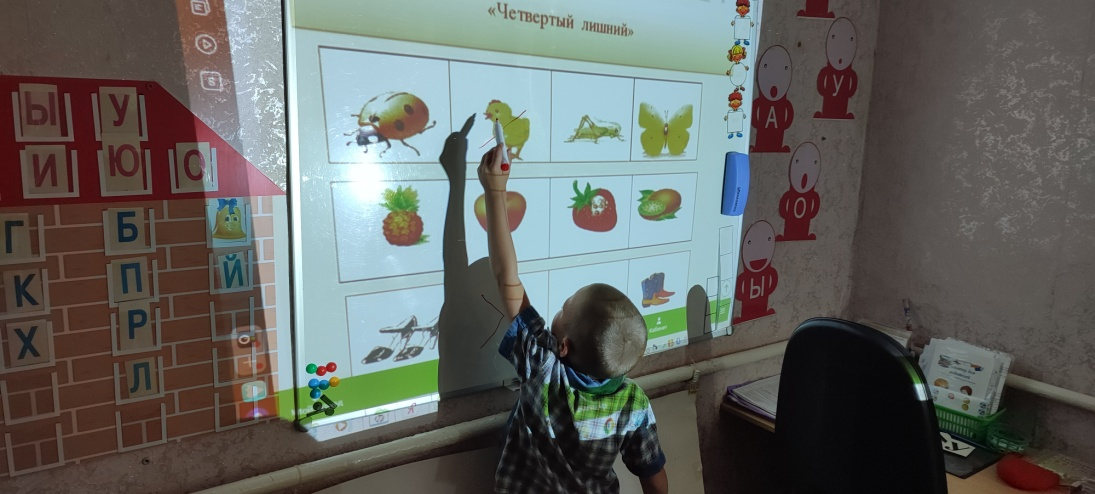 «Четвертый лишний»
Ы У
И Ю О
Г Б
К П Й
Х Р
Л
У
А
О
Ы